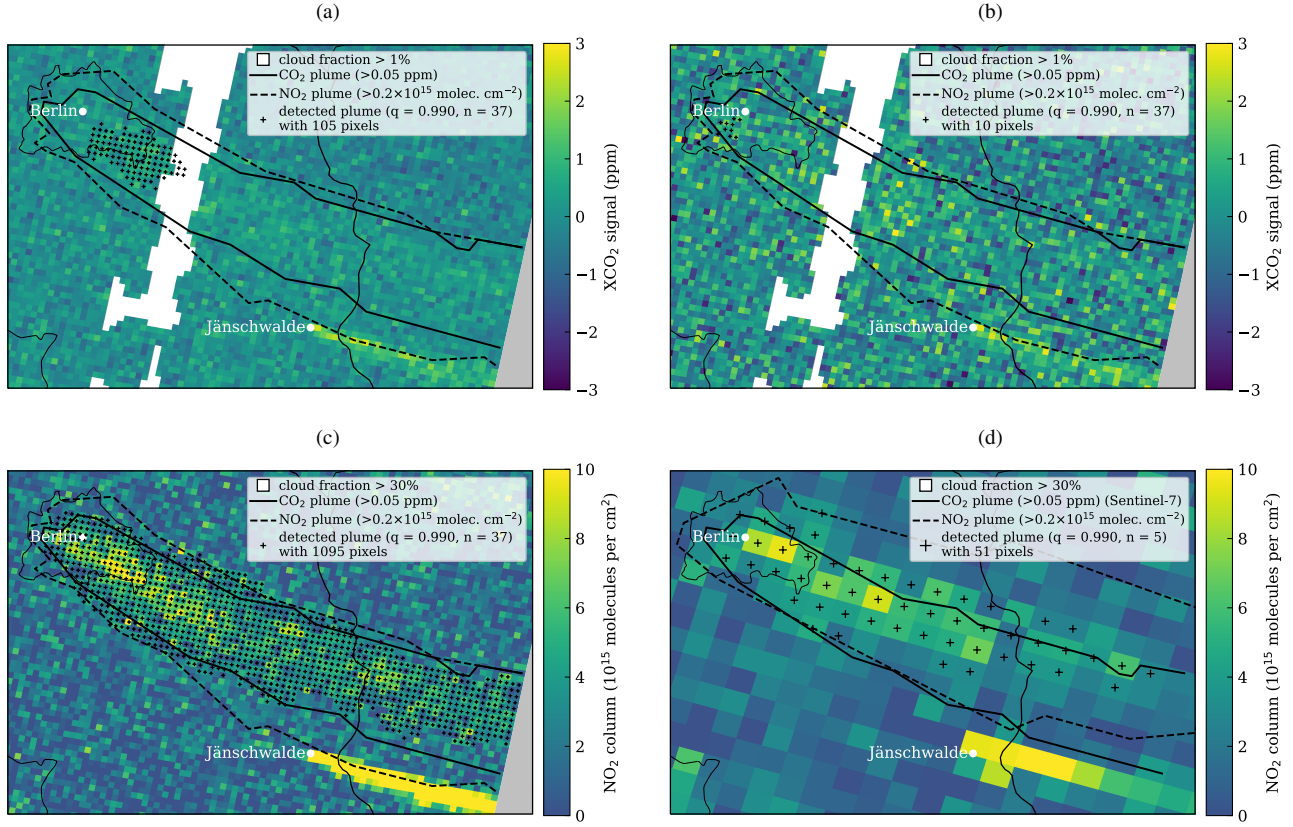 (a)
cloud fraction > 1%
CO₂ plume (>0.05 ppm)
NO₂ plume (>0.2×10¹⁵ molec. cm⁻²)
detected plume (q = 0.990, n = 37)
with 105 pixels
Berlin
Jänschwalde
3
2
1
0
−1
−2
−3
XCO₂ signal (ppm)
(b)
cloud fraction > 1%
CO₂ plume (>0.05 ppm)
NO₂ plume (>0.2×10¹⁵ molec. cm⁻²)
detected plume (q = 0.990, n = 37)
with 10 pixels
Berlin
Jänschwalde
3
2
1
0
−1
−2
−3
XCO₂ signal (ppm)
(c)
cloud fraction > 30%
CO₂ plume (>0.05 ppm)
NO₂ plume (>0.2×10¹⁵ molec. cm⁻²)
detected plume (q = 0.990, n = 37)
with 1095 pixels
Berlin
Jänschwalde
10
8
6
4
2
0
NO₂ column (10¹⁵ molecules per cm²)
(d)
cloud fraction > 30%
CO₂ plume (>0.05 ppm) (Sentinel-7)
NO₂ plume (>0.2×10¹⁵ molec. cm⁻²)
detected plume (q = 0.990, n = 5)
with 51 pixels
Berlin
Jänschwalde
10
8
6
4
2
0
NO₂ column (10¹⁵ molecules per cm²)